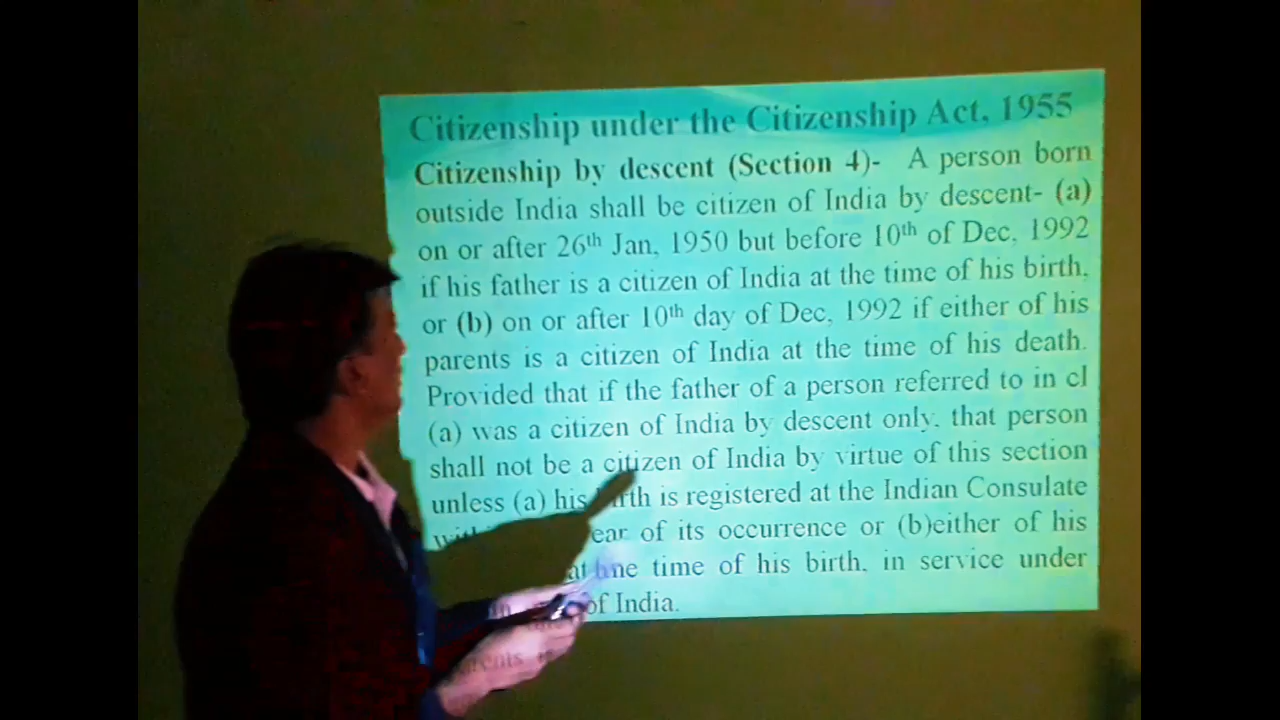 Citizenship under the Citizenship Act, 1955
Citizenship by descent (Section 4)- A person born
outside India shall be citizen of India by descent- (a)
on or after 26th Jan, 1950 but before 10th of Dec, 1992
if his father is a citizen of India at the time of his birth,
or (b) on or after 10th day of Dec, 1992 if either of his
parents is a citizen of India at the time of his death.
Provided that if the father of a person referred to in cl
(a) was a citizen of India by descent only, that person
shall not be a citizen of India by virtue of this section
unless (a) his birth is registered at the Indian Consulate
of its occurrence or (b)either of his
at the time of his birth, in service under
of India.